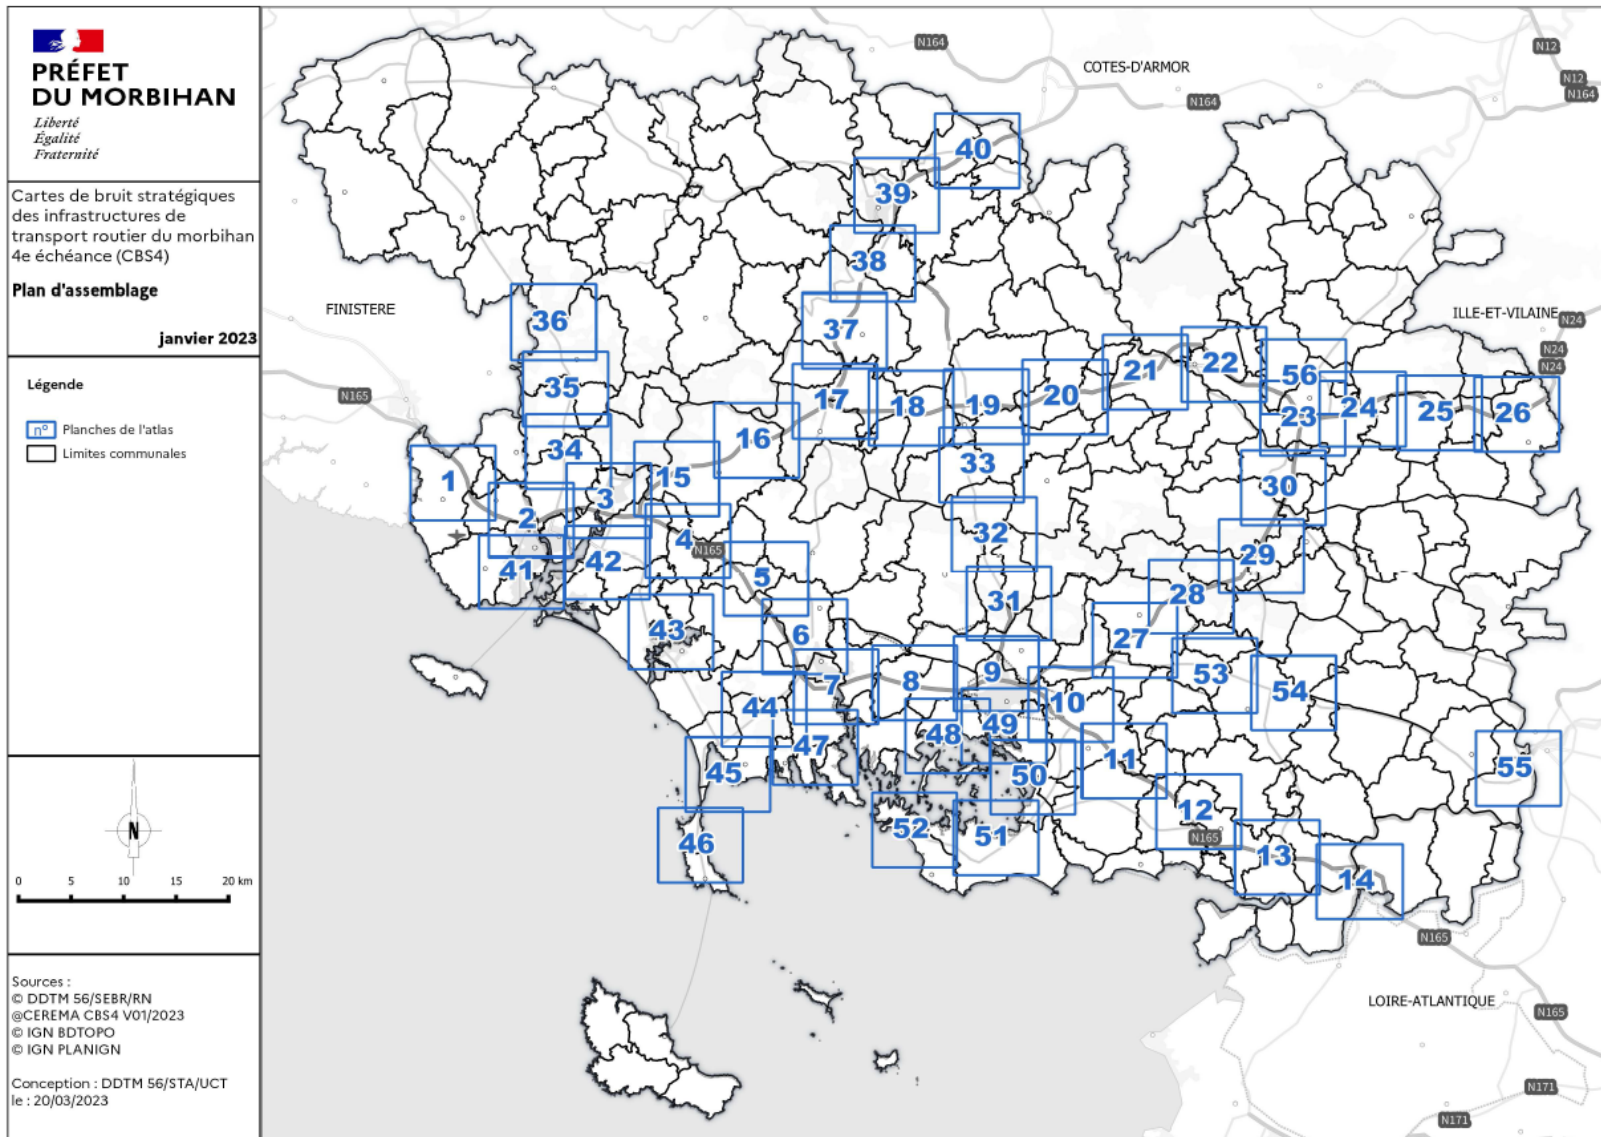 PRÉFET
DU MORBIHAN
Liberté
Égalité
Fraternité
Cartes de bruit stratégiques
des infrastructures de
transport routier du morbihan
4e échéance (CBS4)
Plan d'assemblage
janvier 2023
Légende
n° Planches de l'atlas
Limites communales
N
0 5 10 15 20 km
Sources :
© DDTM 56/SEBR/RN
@CEREMA CBS4 V01/2023
© IGN BDTOPO
© IGN PLANIGN
Conception : DDTM 56/STA/UCT
le : 20/03/2023
N164
COTES-D'ARMOR
N12
N12
N164
N164
40
39
38
FINISTERE
36
37
ILLE-ET-VILAINE
N24
N24
N24
N165
35
17
18
19
20
21
22
56
23
24
25
26
34
16
33
1
2
3
15
30
4
N165
32
41
42
5
29
31
28
43
6
27
7
8
9
10
53
54
44
47
48
49
45
50
11
55
46
52
51
12
N165
13
14
N165
LOIRE-ATLANTIQUE
N165
N171
N171